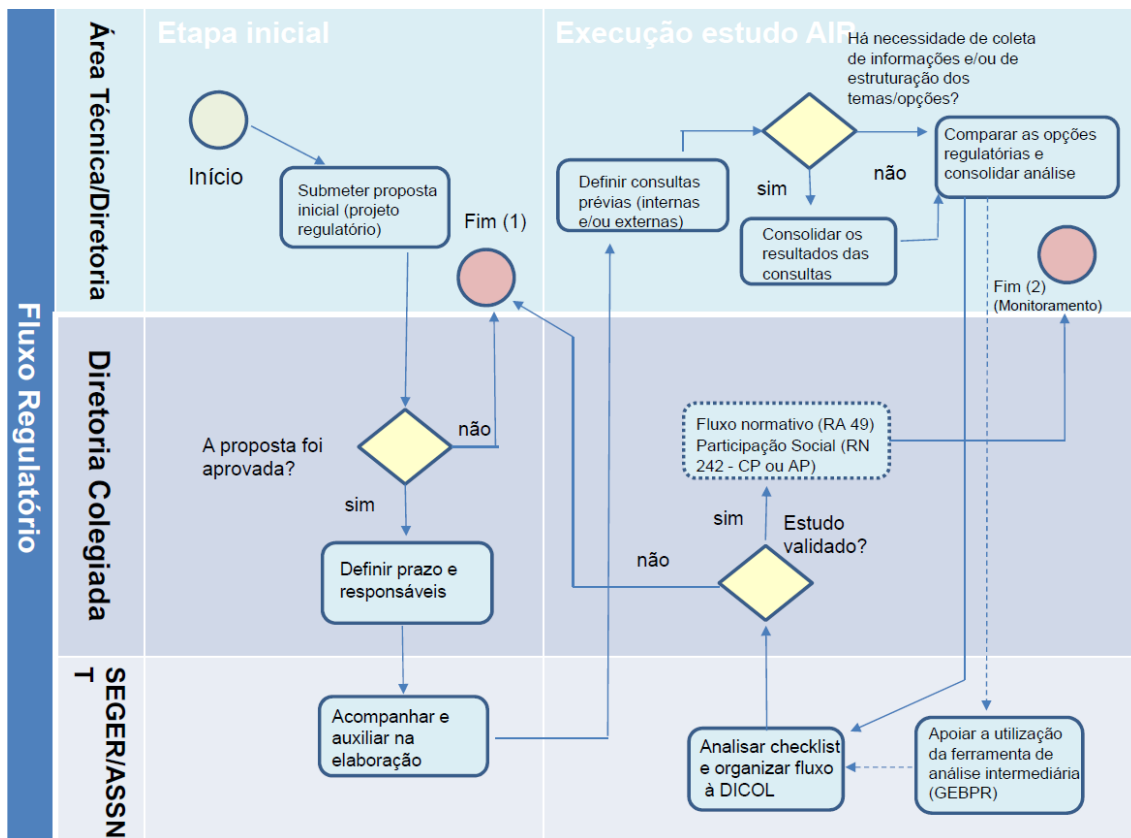 Fluxo Regulatório
Área Técnica/Diretoria
Etapa inicial
Início
Submeter proposta
inicial (projeto
regulatório)
Fim (1)
Execução estudo AIR
Há necessidade de coleta
de informações e/ou de
estruturação dos
temas/opções?
Definir consultas
prévias (internas
e/ou externas)
sim
não
Consolidar os
resultados das
consultas
Comparar as opções
regulatórias e
consolidar análise
Fim (2)
(Monitoramento)
Diretoria Colegiada
A proposta foi
aprovada?
não
sim
Definir prazo e
responsáveis
Fluxo normativo (RA 49)
Participação Social (RN
242 - CP ou AP)
sim
Estudo
validado?
não
SEGER/ASSN
T
Acompanhar e
auxiliar na
elaboração
Analisar checklist
e organizar fluxo
à DICOL
Apoiar a utilização
da ferramenta de
análise intermediária
(GEBPR)